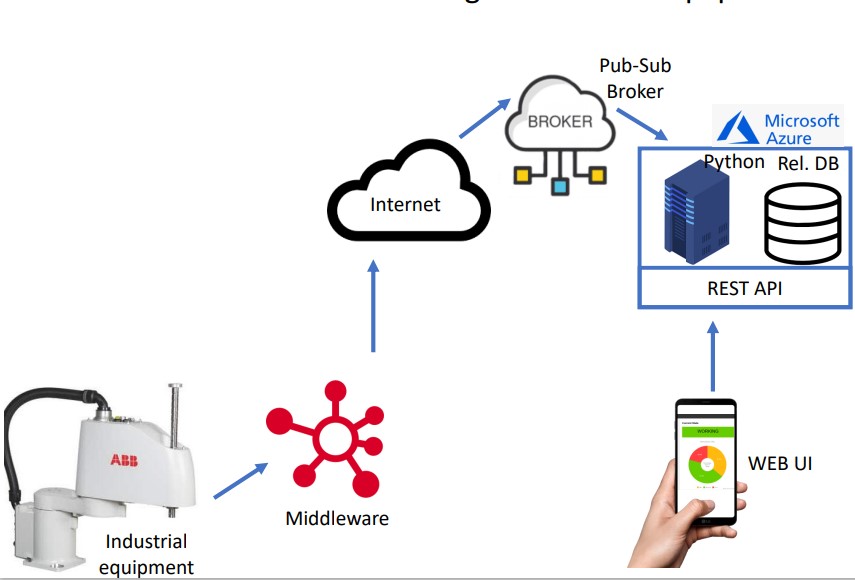 Pub-Sub
Broker
BROKER
Microsoft
Azure
Python
Rel. DB
Internet
REST API
WORKING
WEB UI
ABB
Middleware
Industrial
equipment